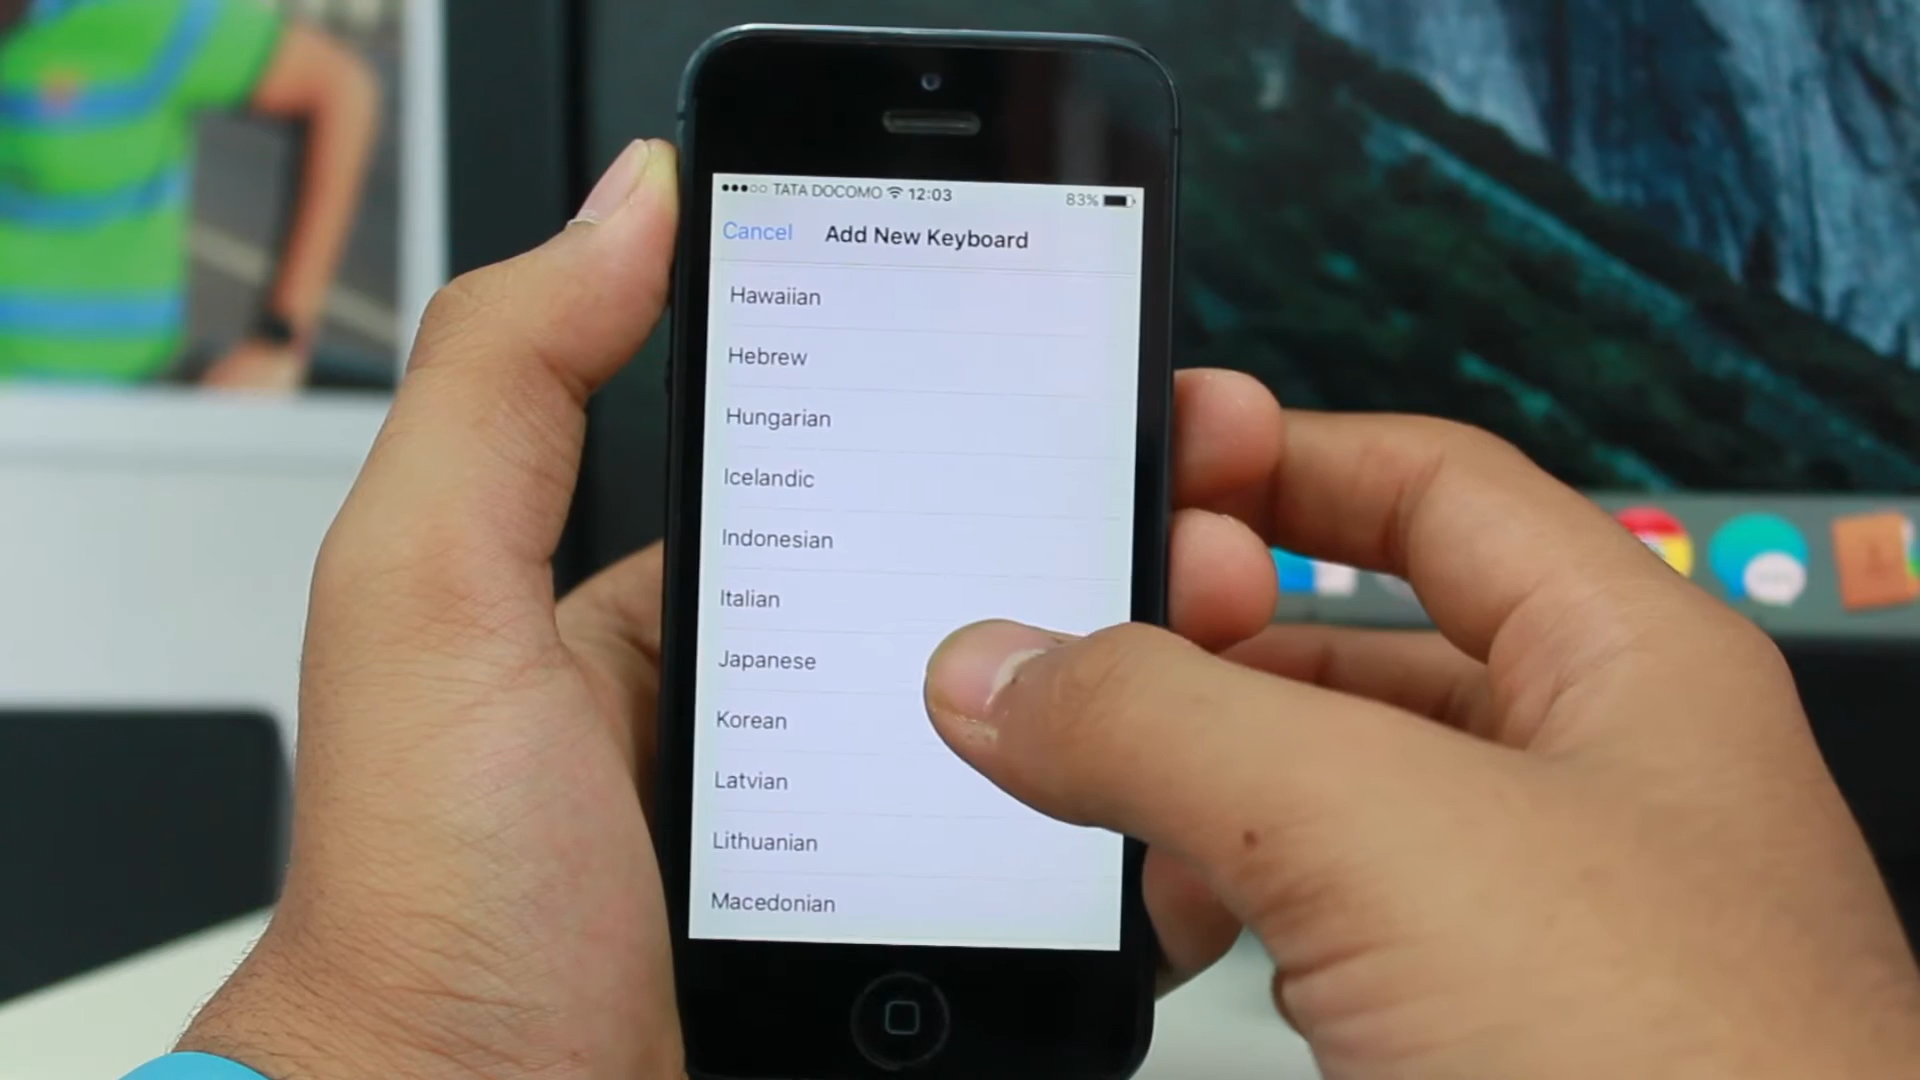 ●●●○○ TATA DOCOMO 12:03 83%
Cancel Add New Keyboard
Hawaiian
Hebrew
Hungarian
Icelandic
Indonesian
Italian
Japanese
Korean
Latvian
Lithuanian
Macedonian